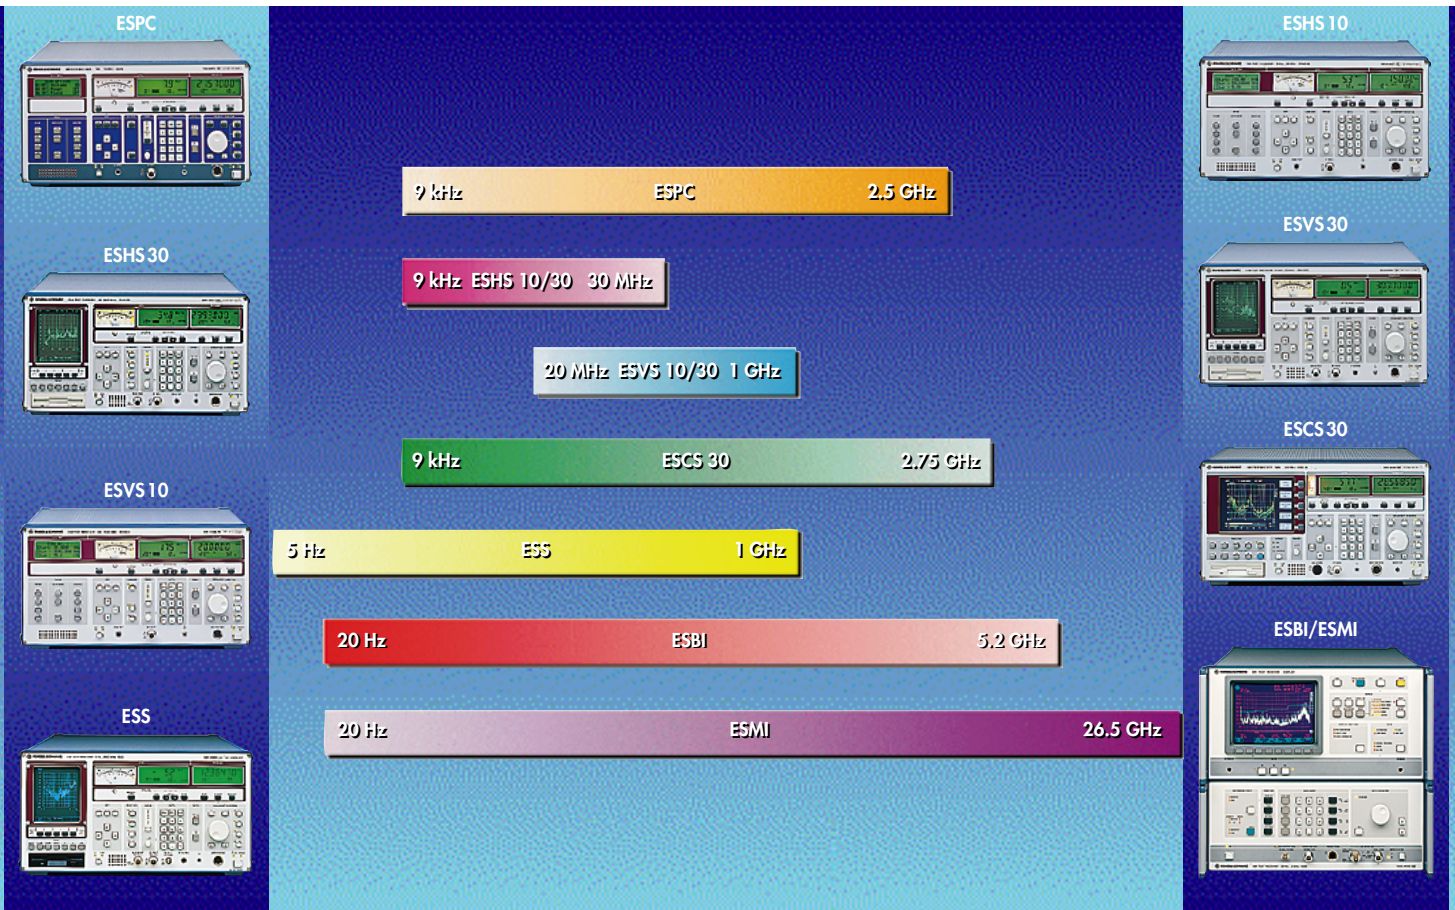 ESPC
ESHS 30
ESVS 10
ESS
9 kHz ESPC 2.5 GHz
9 kHz ESHS 10/30 30 MHz
20 MHz ESVS 10/30 1 GHz
9 kHz ESCS 30 2.75 GHz
5 Hz ESS 1 GHz
20 Hz ESBI 5.2 GHz
20 Hz ESMI 26.5 GHz
ESHS 10
ESVS 30
ESCS 30
ESBI/ESMI